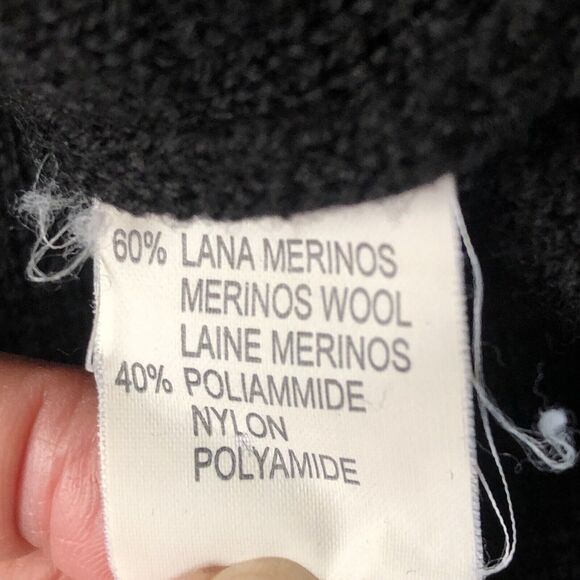 60% LANA MERINOS
MERINOS WOOL
LAINE MERINOS
40% POLIAMMIDE
NYLON
POLYAMIDE